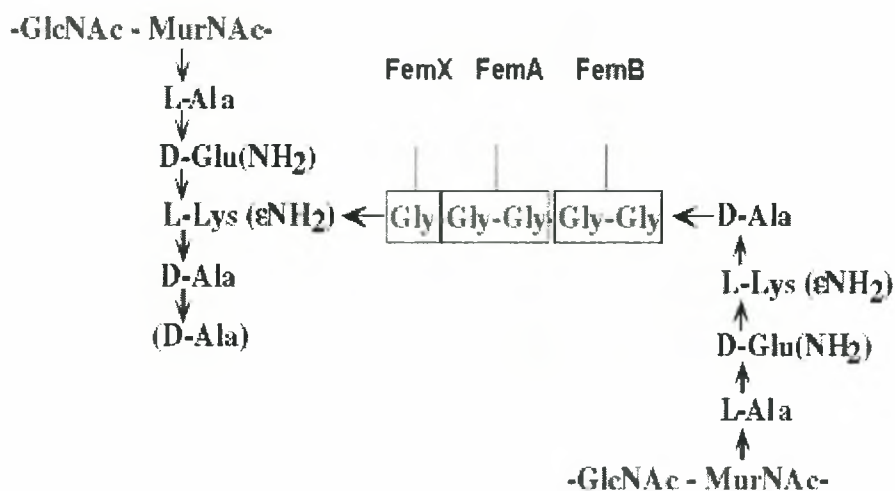 -GlcNAc - MurNAc-
FemX FemA FemB
L-Ala
D-Glu(NH2)
L-Lys (εNH2) Gly Gly-Gly- Gly-Gly D-Ala
D-Ala L-Lys (εNH2)
(D-Ala)
D-Glu(NH2)
L-Ala
-GlcNAc - MurNAc-